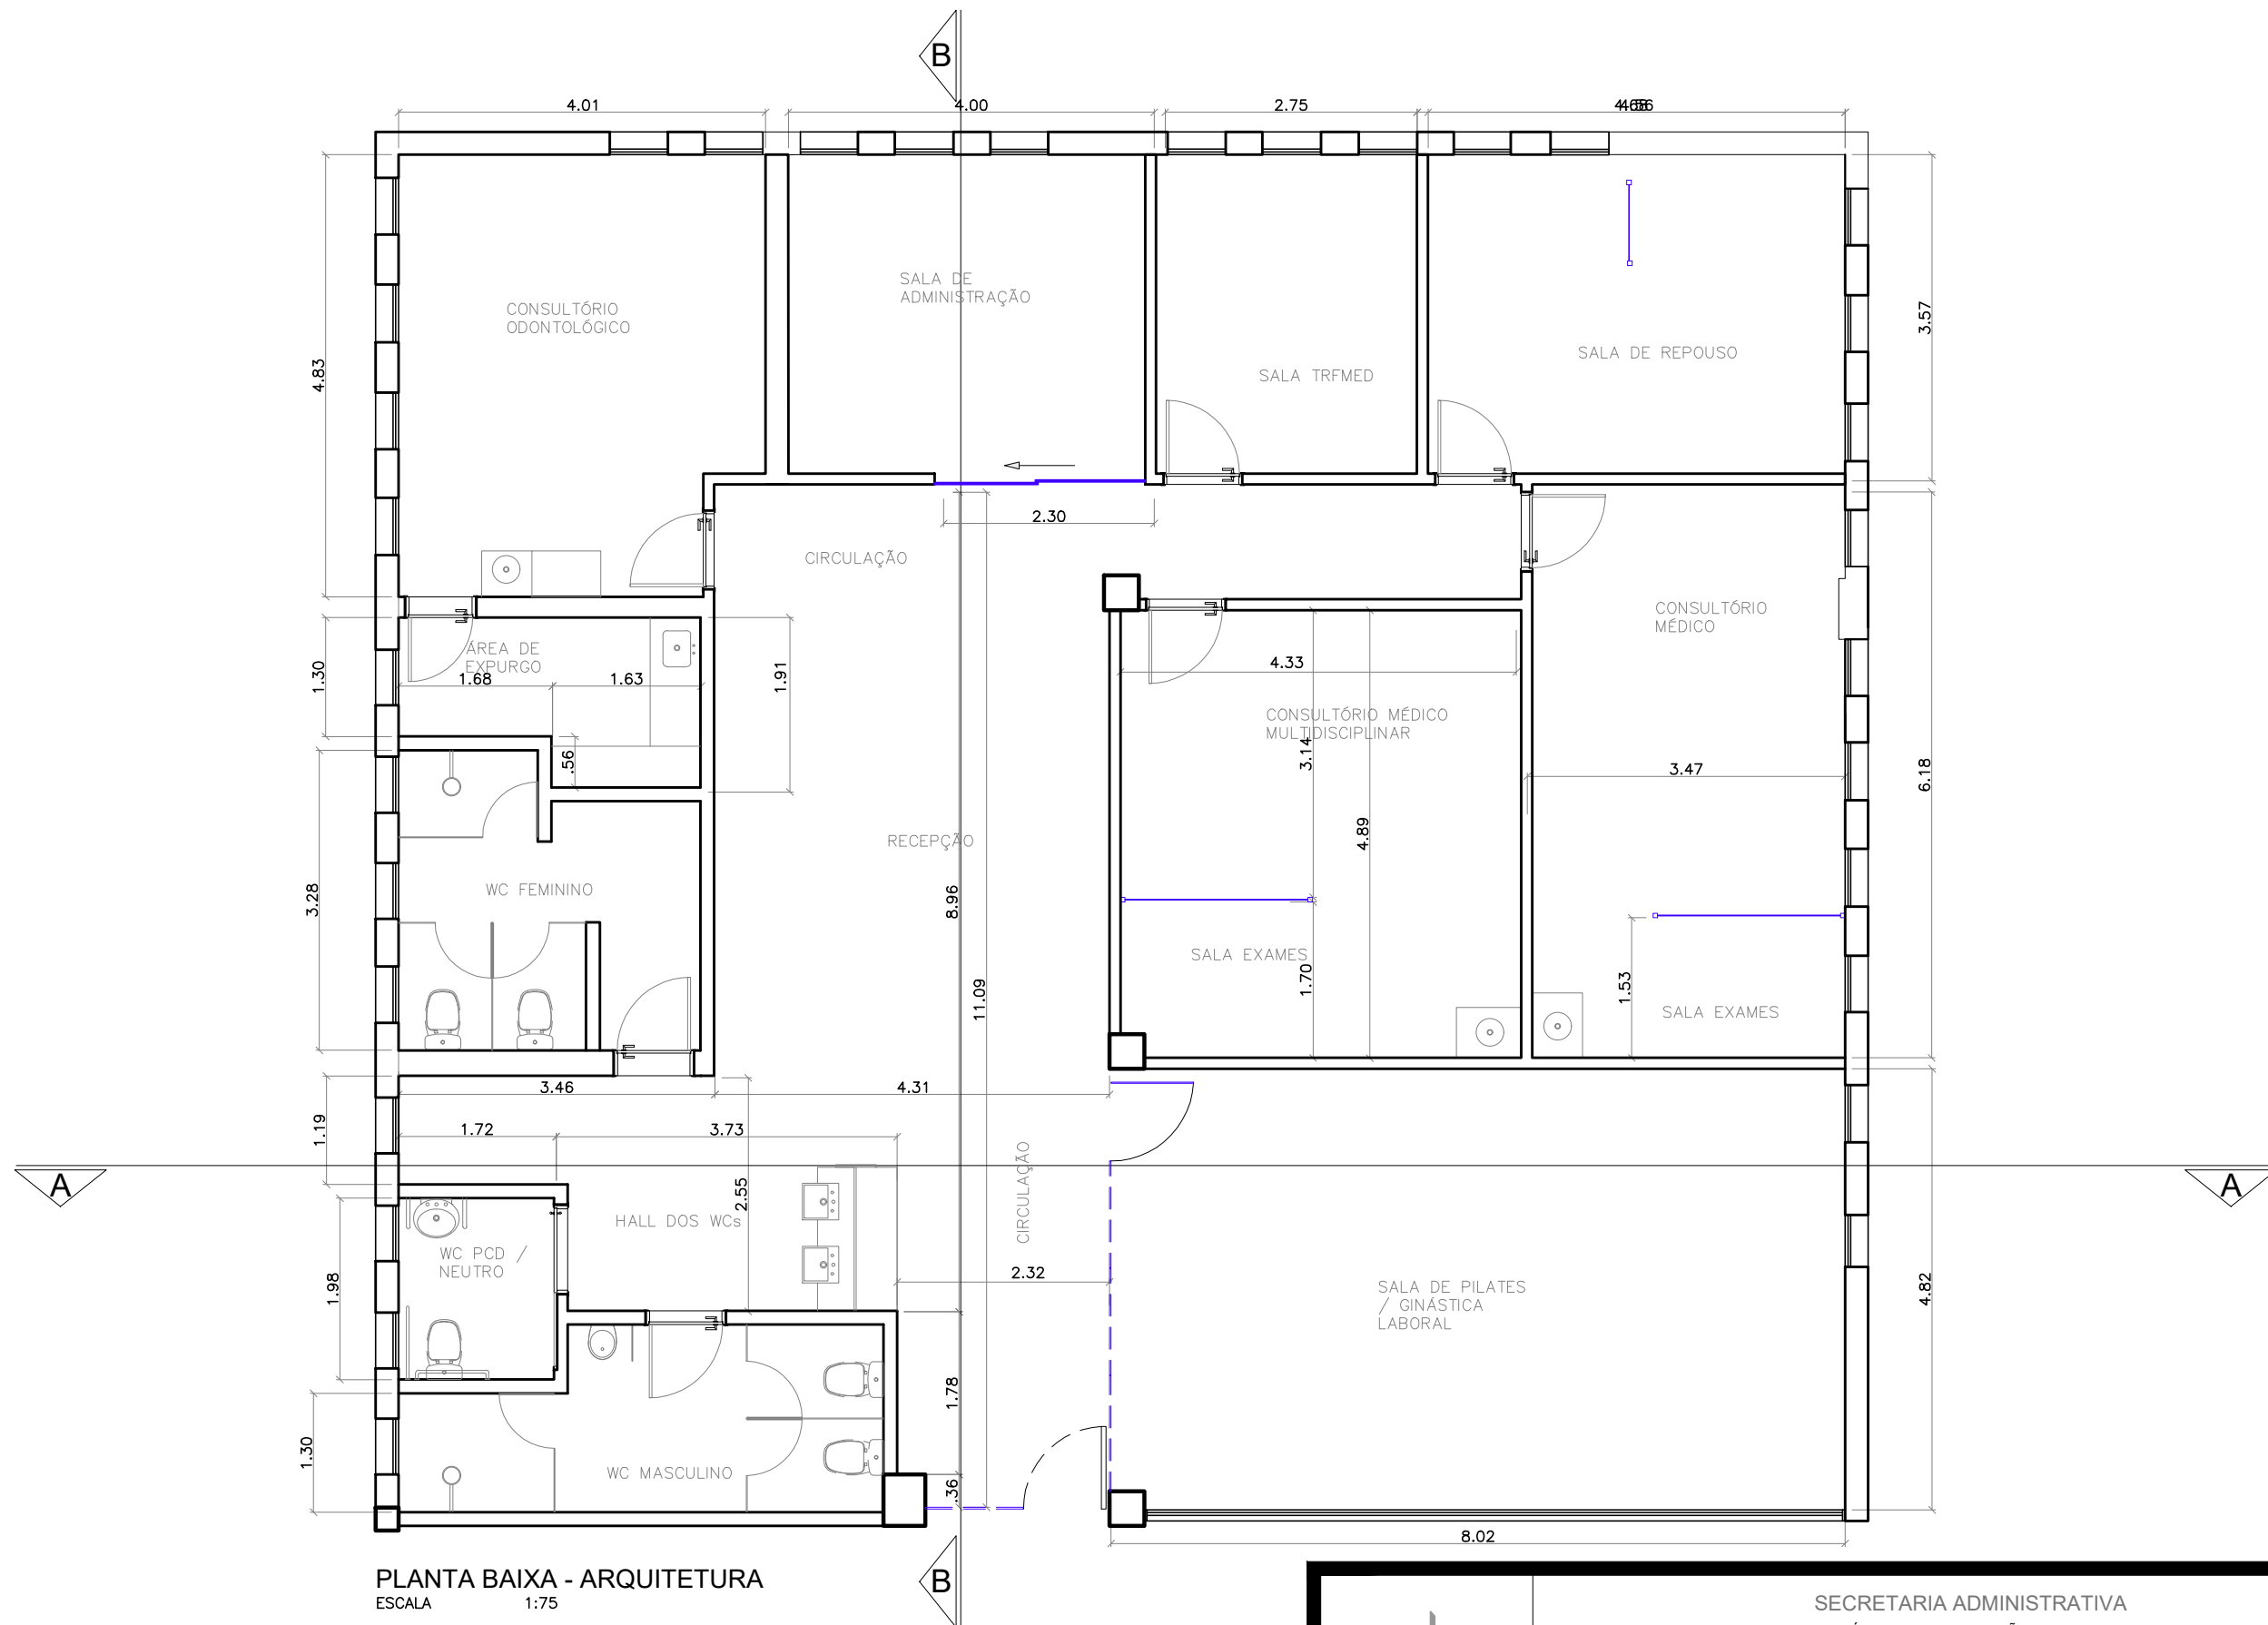 B
4.01
4.00
2.75
3.57
SALA DE
ADMINISTRAÇÃO
CONSULTÓRIO
ODONTOLÓGICO
4.83
SALA TRFMED
SALA DE REPOUSO
2.30
CIRCULAÇÃO
CONSULTÓRIO
MÉDICO
ÁREA DE
EXPURGO
1.30
1.68
1.63
1.91
4.33
.56
CONSULTÓRIO MÉDICO
MULTIDISCIPLINAR
3.14
3.47
6.18
4.89
RECEPÇÃO
WC FEMININO
3.28
8.96
SALA EXAMES
1.70
11.09
1.53
SALA EXAMES
3.46
4.31
1.19
1.72
3.73
CIRCULAÇÃO
A
A
2.55
HALL DOS WCs
WC PCD /
NEUTRO
1.98
2.32
SALA DE PILATES
/ GINÁSTICA
LABORAL
4.82
1.78
1.30
WC MASCULINO
.36
8.02
PLANTA BAIXA - ARQUITETURA
ESCALA 1:75
B
SECRETARIA ADMINISTRATIVA